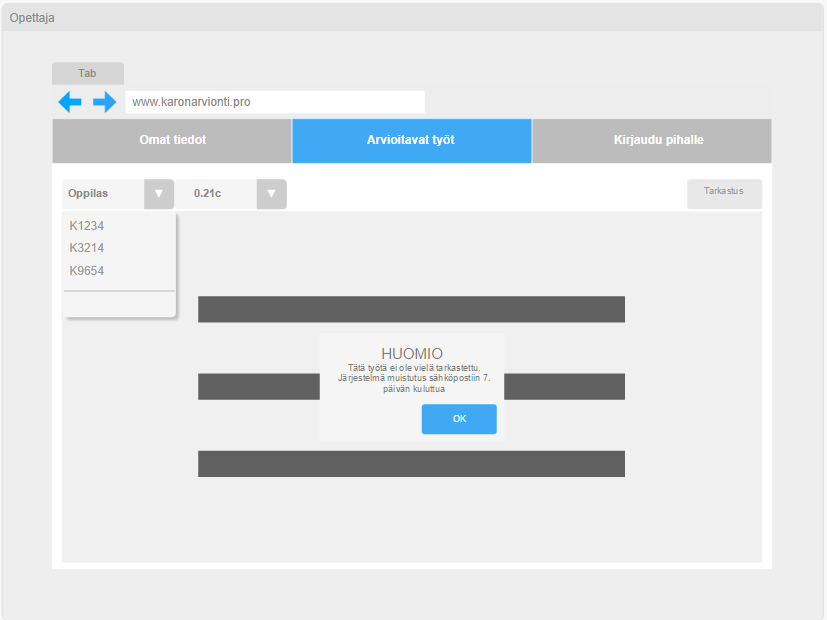 Opettaja
Tab
www.karonarvionti.pro
Omat tiedot
Arvioitavat työt
Kirjaudu pihalle
Oppilas
0.21c
Tarkastus
K1234
K3214
K9654
HUOMIO
Tätä työtä ei ole vielä tarkastettu.
Järjestelmä muistutus sähköpostiin 7.
päivän kuluttua
OK